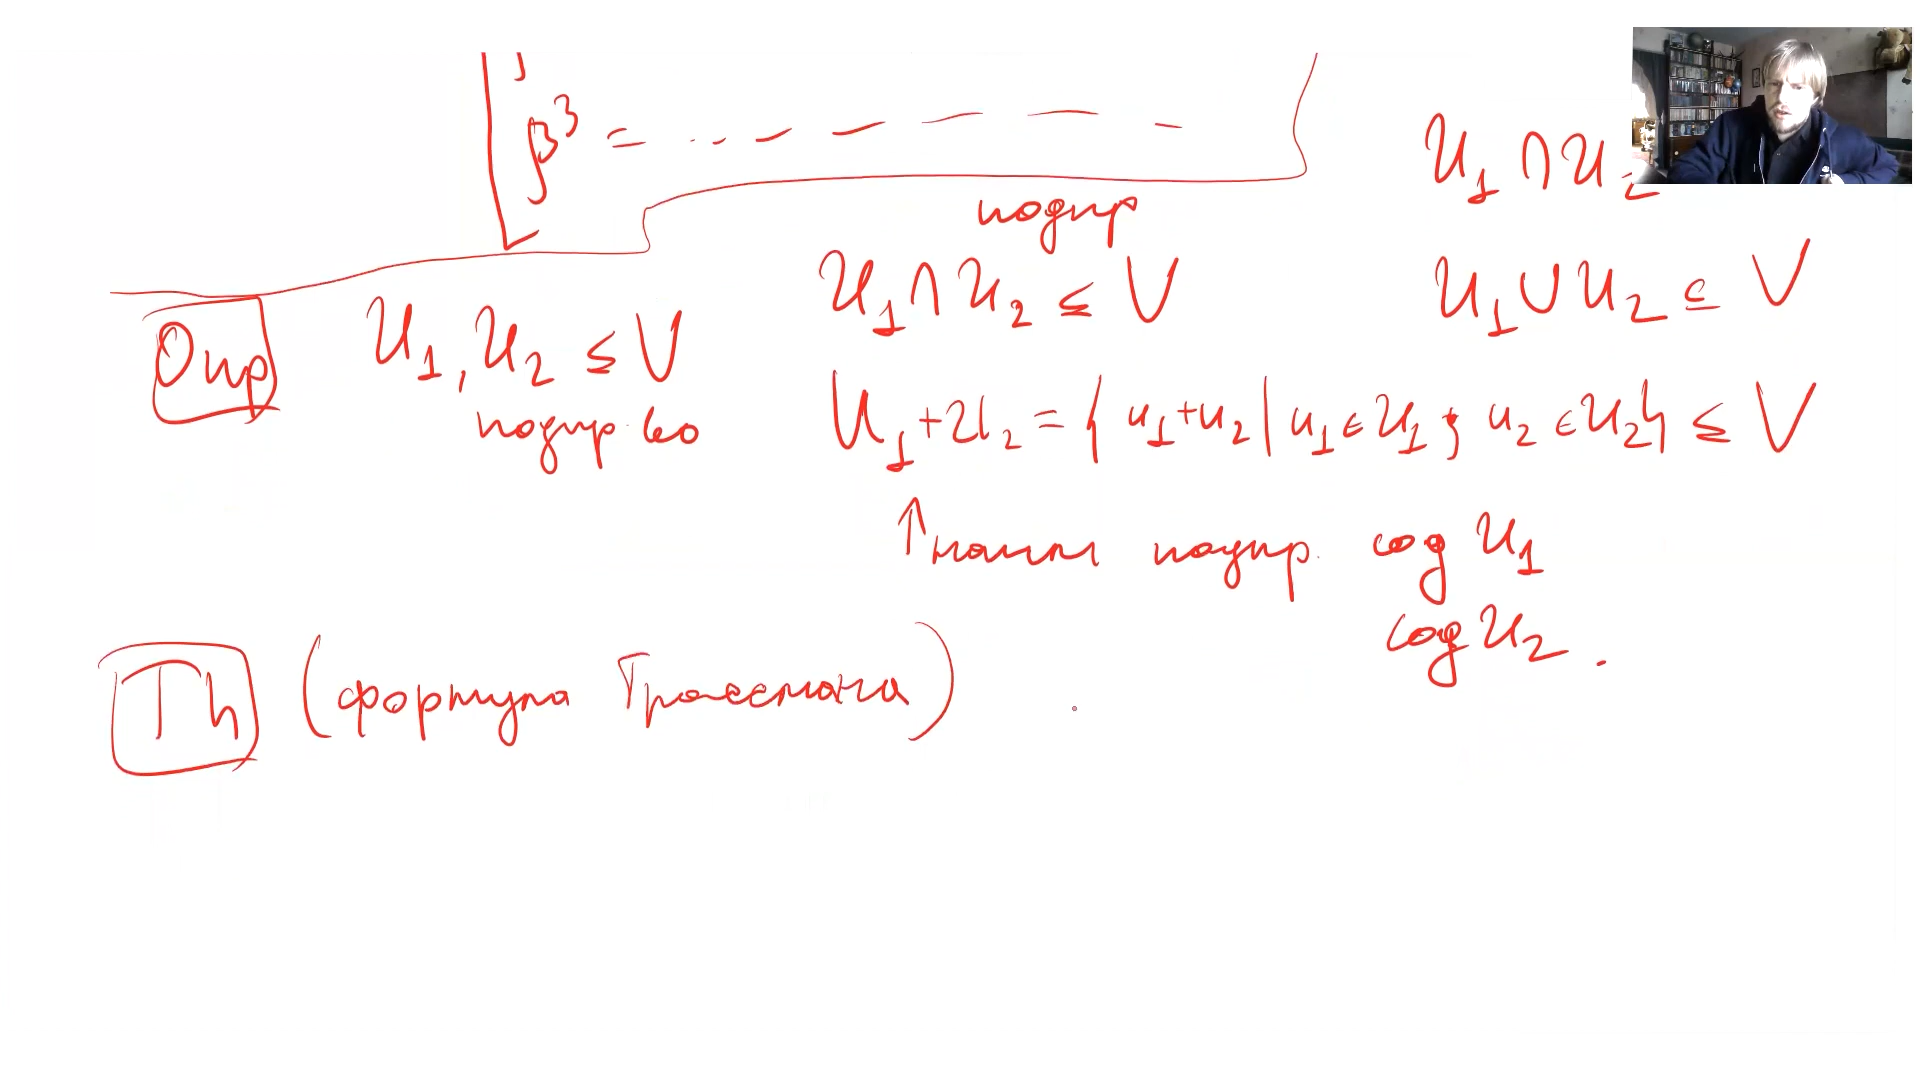 β³ = ...
U₁ ∩ U₂
подпр
U₁ ∩ U₂ ≤ V
U₁ ∪ U₂ ⊆ V
Опр
U₁, U₂ ≤ V
подпр-во
U₁ + U₂ = { u₁ + u₂ | u₁ ∈ U₁ ; u₂ ∈ U₂ } ≤ V
↑ наим подпр. сод U₁
сод U₂.
Th (формула Грассмана)